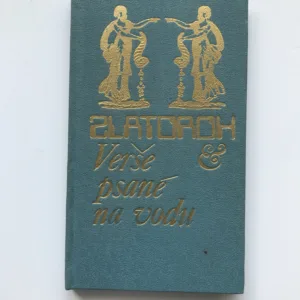 ZLATOROH &
Verše
psané
na vodu